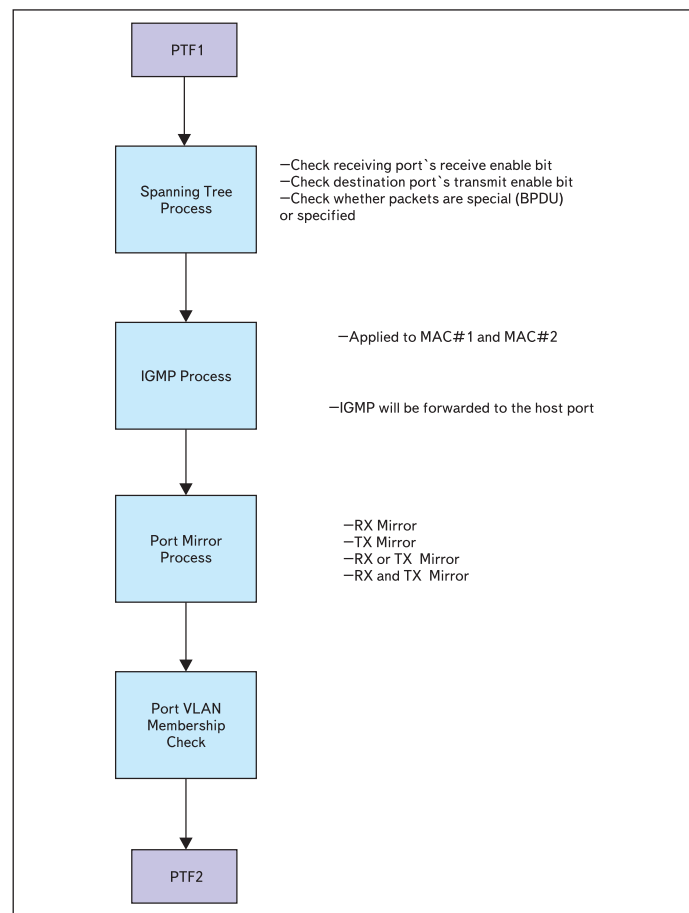 PTF1
Spanning Tree
Process
−Check receiving port`s receive enable bit
−Check destination port`s transmit enable bit
−Check whether packets are special (BPDU)
or specified
IGMP Process
−Applied to MAC#1 and MAC#2
−IGMP will be forwarded to the host port
Port Mirror
Process
−RX Mirror
−TX Mirror
−RX or TX  Mirror
−RX and TX  Mirror
Port VLAN
Membership
Check
PTF2